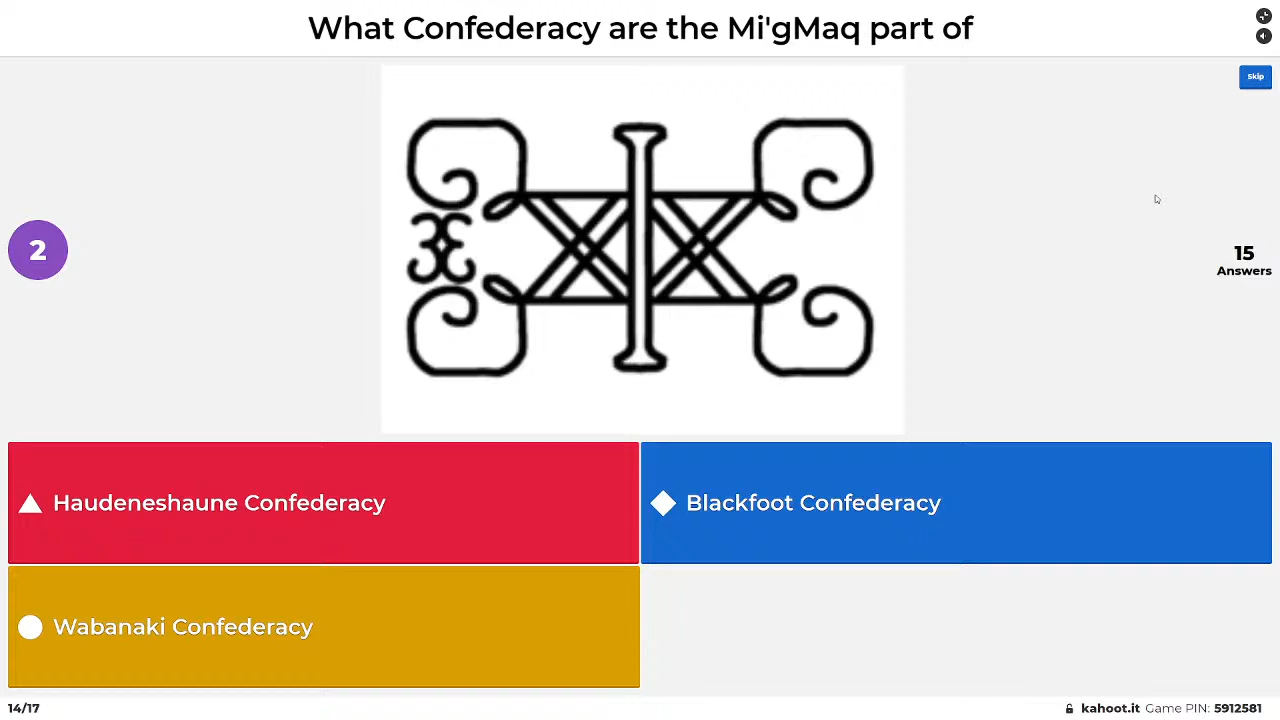 What Confederacy are the Mi'gMaq part of
Skip
2
15
Answers
Haudeneshaune Confederacy
Blackfoot Confederacy
Wabanaki Confederacy
14/17
kahoot.it Game PIN: 5912581